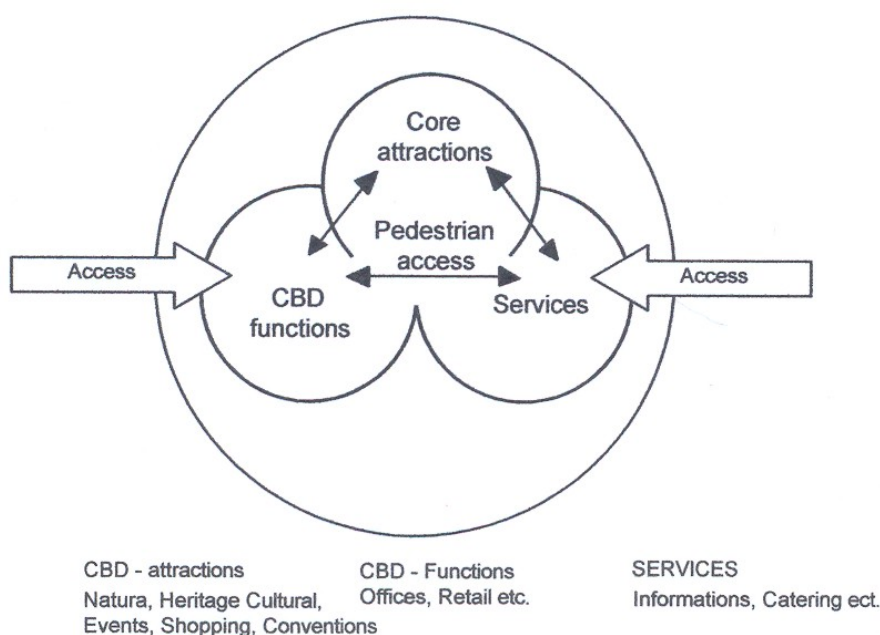 Core
attractions
Pedestrian
access
Access
Access
CBD
functions
Services
CBD - attractions
Natura, Heritage Cultural,
Events, Shopping, Conventions
CBD - Functions
Offices, Retail etc.
SERVICES
Informations, Catering ect.